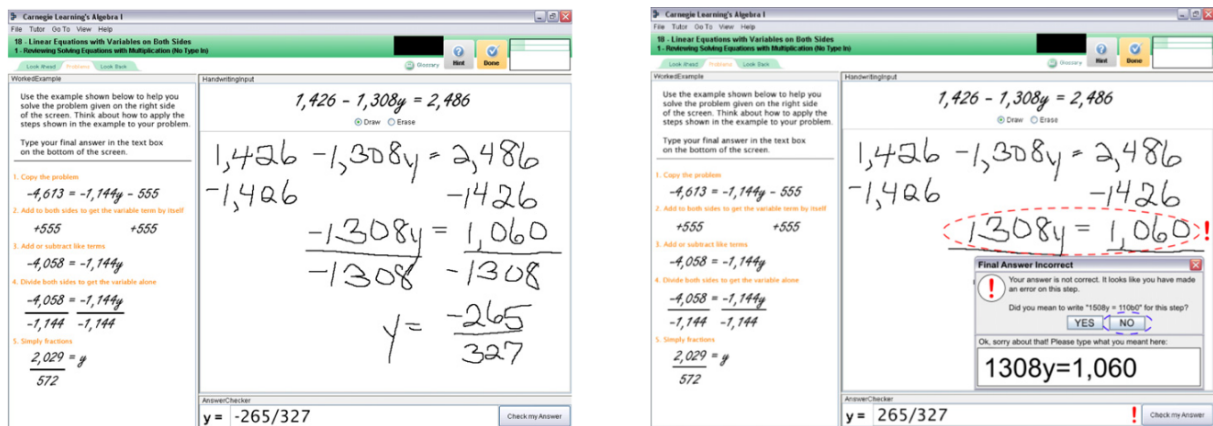 Carnegie Learning's Algebra I
File Tutor Go To View Help
18 - Linear Equations with Variables on Both Sides
1 - Reviewing Solving Equations with Multiplication (No Type In)
Look Ahead Problems Look Back
Glossary Hint Done
WorkedExample
Use the example shown below to help you
solve the problem given on the right side
of the screen. Think about how to apply the
steps shown in the example to your problem.
Type your final answer in the text box
on the bottom of the screen.
1. Copy the problem
-4,613 = -1,144y - 555
2. Add to both sides to get the variable term by itself
+555 +555
3. Add or subtract like terms
-4,058 = -1,144y
4. Divide both sides to get the variable alone
-4,058 = -1,144y
-1,144 -1,144
5. Simply fractions
2,029 = y
572
HandwritingInput
1,426 - 1,308y = 2,486
Draw Erase
1,426 -1,308y = 2,486
-1,426 -1426
-1308y = 1,060
-1308 -1308
y = -265
327
AnswerChecker
y = -265/327 Check my Answer
Carnegie Learning's Algebra I
File Tutor Go To View Help
18 - Linear Equations with Variables on Both Sides
1 - Reviewing Solving Equations with Multiplication (No Type In)
Look Ahead Problems Look Back
Glossary Hint Done
WorkedExample
Use the example shown below to help you
solve the problem given on the right side
of the screen. Think about how to apply the
steps shown in the example to your problem.
Type your final answer in the text box
on the bottom of the screen.
1. Copy the problem
-4,613 = -1,144y - 555
2. Add to both sides to get the variable term by itself
+555 +555
3. Add or subtract like terms
-4,058 = -1,144y
4. Divide both sides to get the variable alone
-4,058 = -1,144y
-1,144 -1,144
5. Simply fractions
2,029 = y
572
HandwritingInput
1,426 - 1,308y = 2,486
Draw Erase
1,426 -1,308y = 2,486
-1,426 -1426
1308y = 1,060 !
Final Answer Incorrect
! Your answer is not correct. It looks like you have made
an error on this step.
Did you mean to write "1508y = 110b0" for this step?
YES NO
Ok, sorry about that! Please type what you meant here:
1308y=1,060
AnswerChecker
y = 265/327 ! Check my Answer